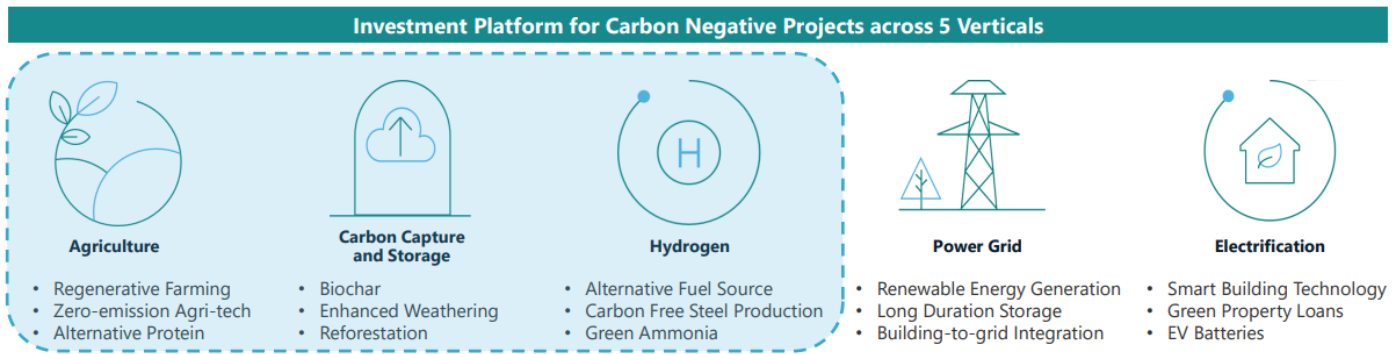 Investment Platform for Carbon Negative Projects across 5 Verticals
H
Agriculture
• Regenerative Farming
• Zero-emission Agri-tech
• Alternative Protein
Carbon Capture
and Storage
• Biochar
• Enhanced Weathering
• Reforestation
Hydrogen
• Alternative Fuel Source
• Carbon Free Steel Production
• Green Ammonia
Power Grid
• Renewable Energy Generation
• Long Duration Storage
• Building-to-grid Integration
Electrification
• Smart Building Technology
• Green Property Loans
• EV Batteries